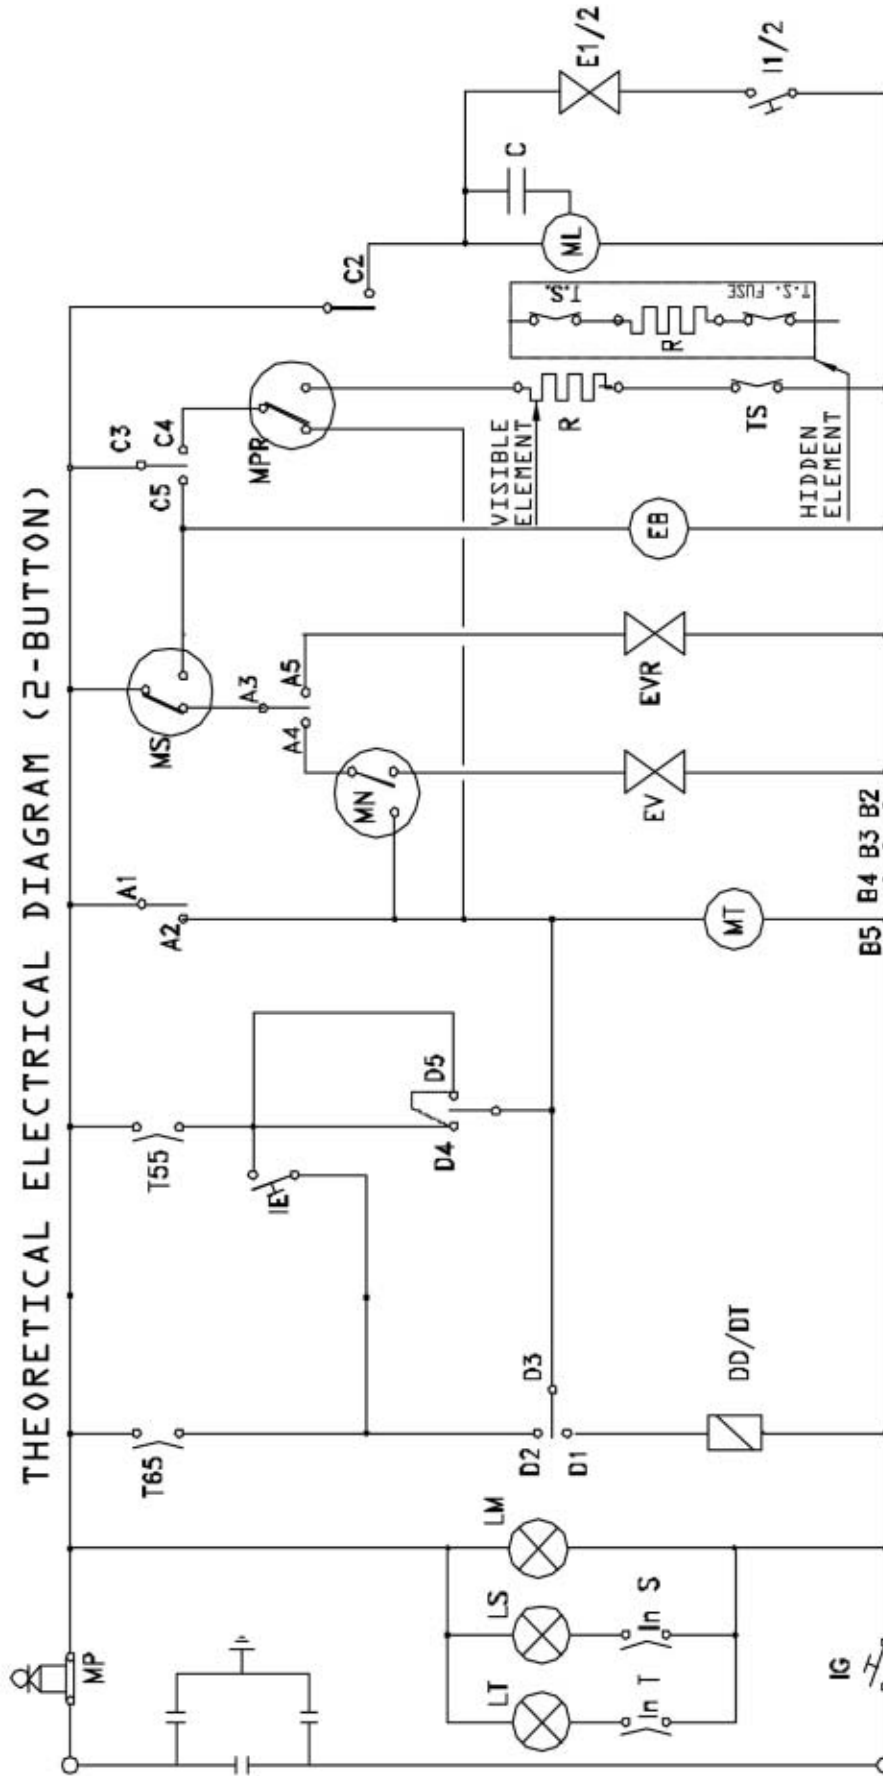 THEORETICAL ELECTRICAL DIAGRAM (2-BUTTON)
MP
T65
T55
IE
A1
A2
MS
A3
A4
A5
MN
C3
C5
C4
MPR
C2
C
E1/2
I1/2
ML
T.S.
R
T.S. FUSE
VISIBLE
ELEMENT
R
TS
HIDDEN
ELEMENT
EB
EVR
EV
D4
D5
D2
D3
D1
DD/DT
MT
LT
LS
LM
In T
In S
IG
B5 B4 B3 B2